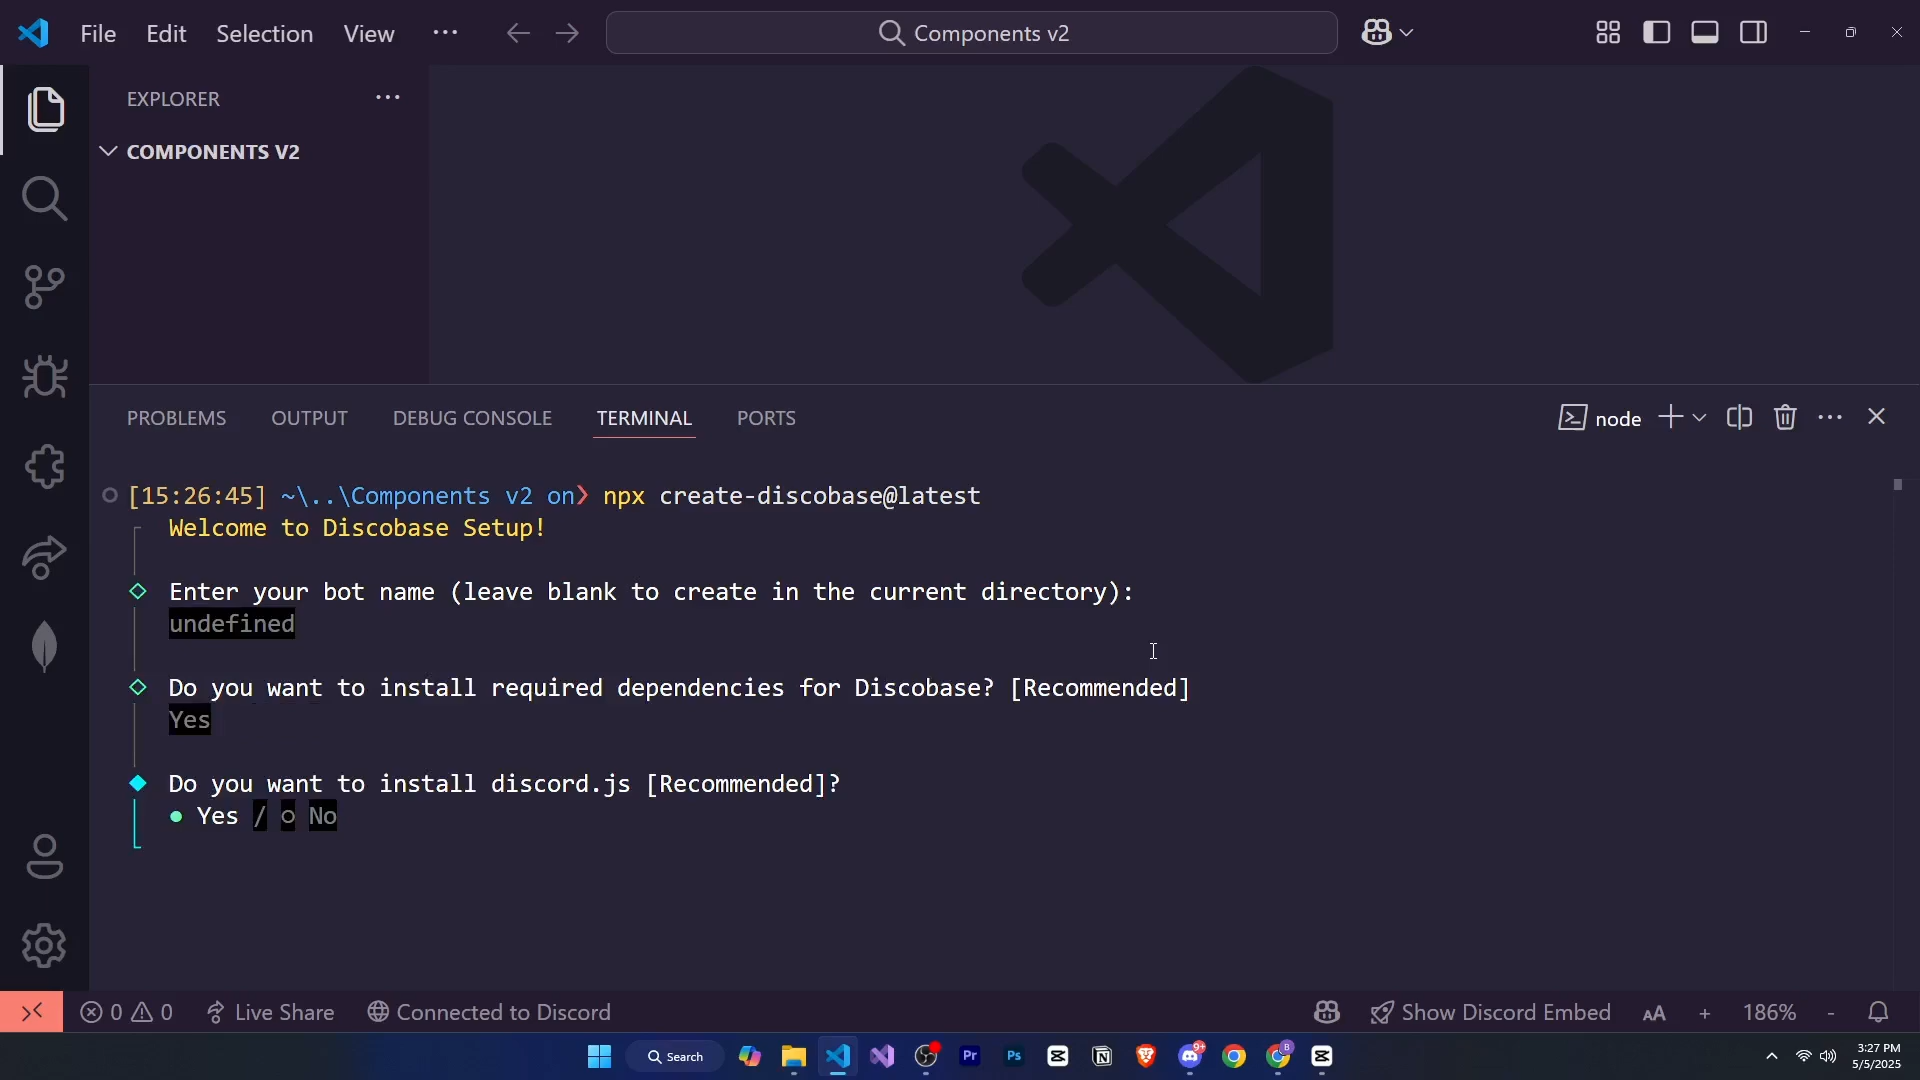 File Edit Selection View ··· Components v2
EXPLORER ···
COMPONENTS V2
PROBLEMS OUTPUT DEBUG CONSOLE TERMINAL PORTS node
[15:26:45] ~\..\Components v2 on❯ npx create-discobase@latest
Welcome to Discobase Setup!
Enter your bot name (leave blank to create in the current directory):
undefined
Do you want to install required dependencies for Discobase? [Recommended]
Yes
Do you want to install discord.js [Recommended]?
● Yes / ○ No
0 0 Live Share Connected to Discord Show Discord Embed AA + 186% -
Search Pr Ps 9+ B 3:27 PM
5/5/2025